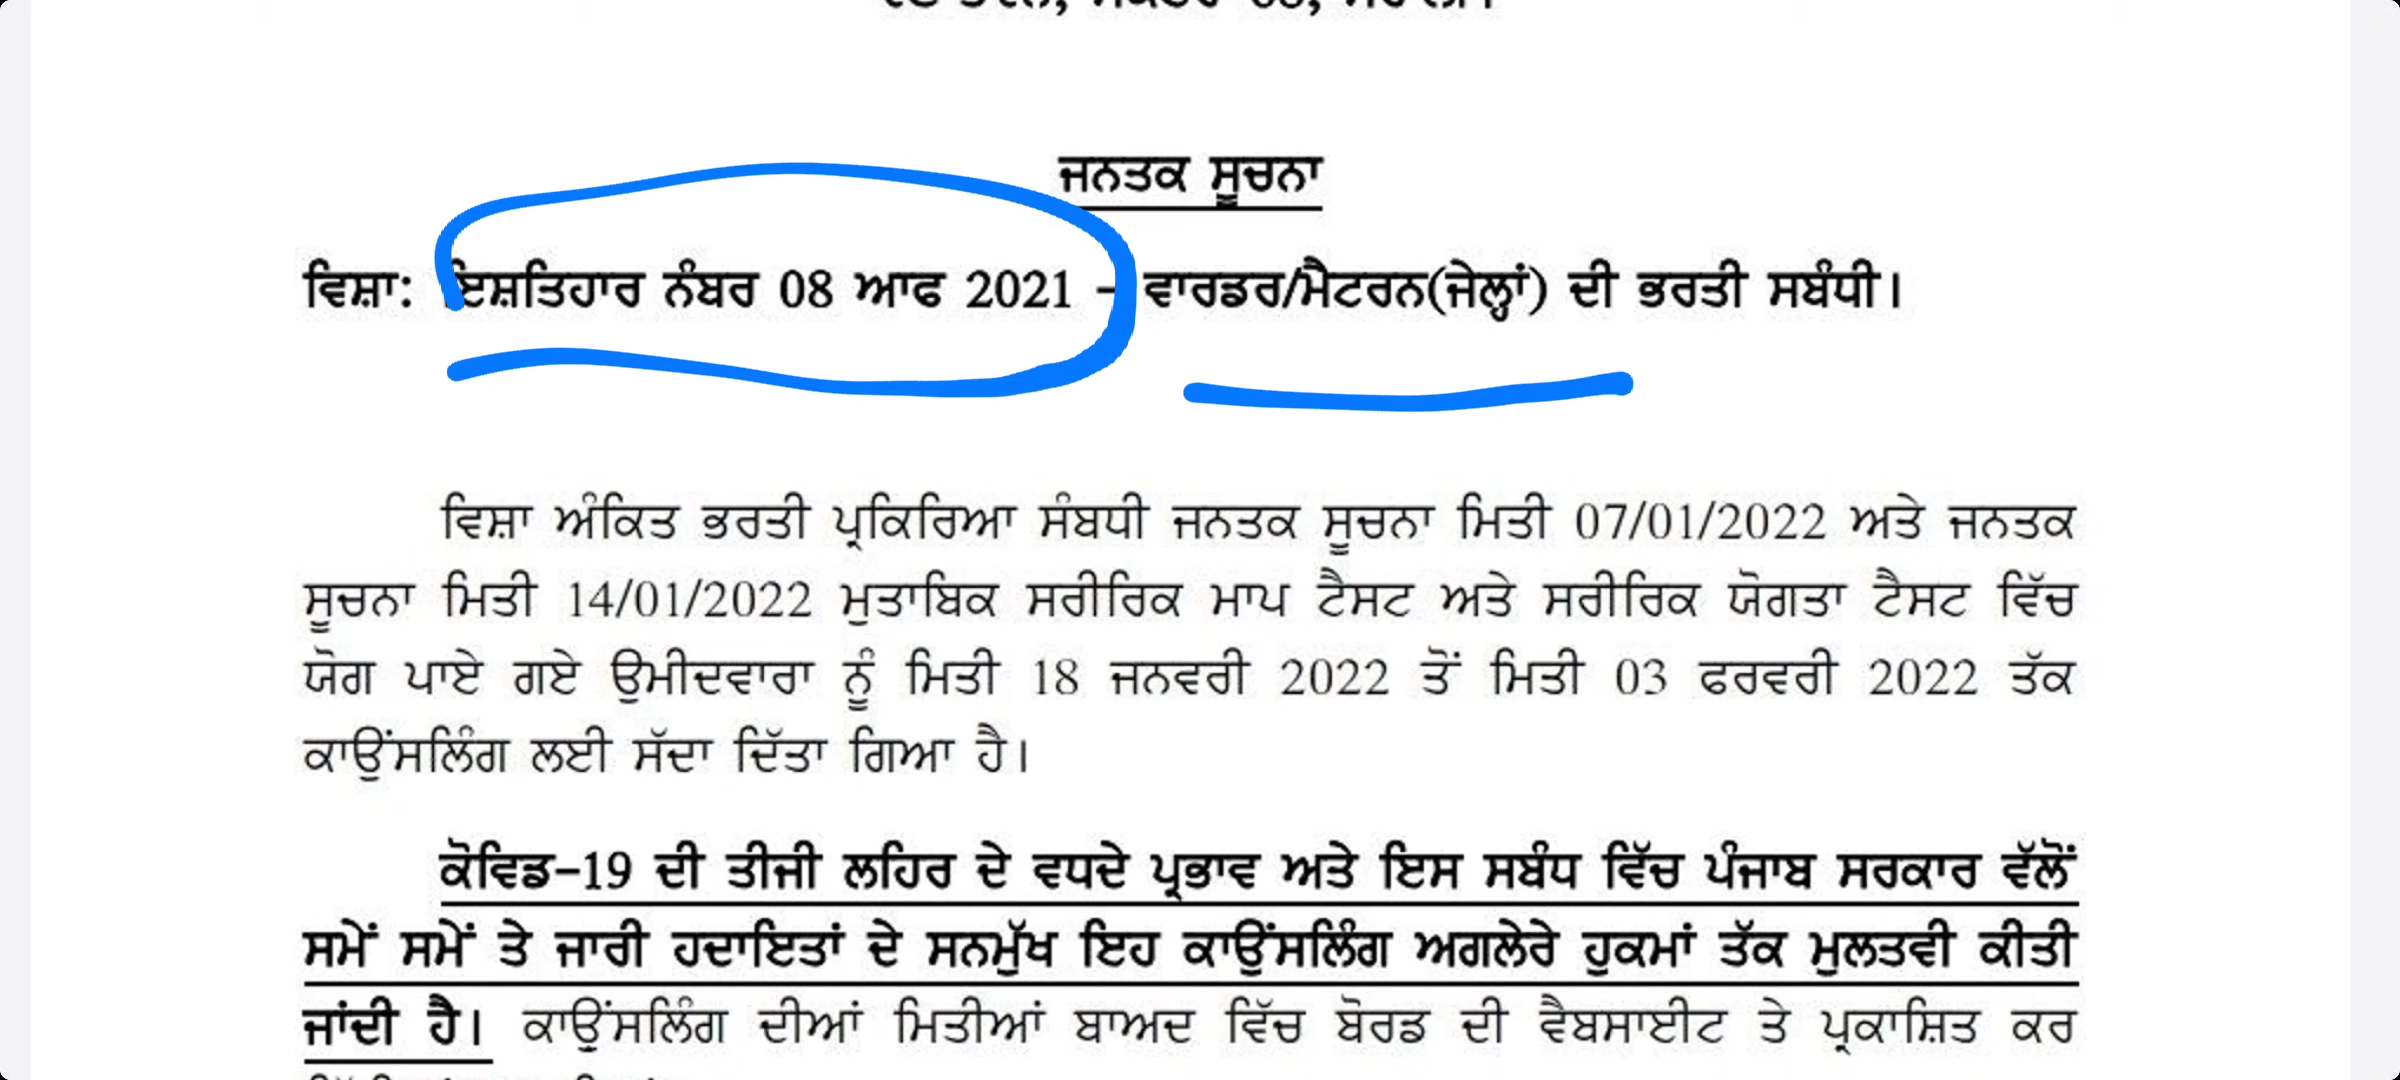 ਜਨਤਕ ਸੂਚਨਾ
ਵਿਸ਼ਾ: ਇਸ਼ਤਿਹਾਰ ਨੰਬਰ 08 ਆਫ 2021 - ਵਾਰਡਰ/ਮੈਟਰਨ(ਜੇਲ੍ਹਾਂ) ਦੀ ਭਰਤੀ ਸਬੰਧੀ।
ਵਿਸ਼ਾ ਅੰਕਿਤ ਭਰਤੀ ਪ੍ਰਕਿਰਿਆ ਸੰਬਧੀ ਜਨਤਕ ਸੂਚਨਾ ਮਿਤੀ 07/01/2022 ਅਤੇ ਜਨਤਕ
ਸੂਚਨਾ ਮਿਤੀ 14/01/2022 ਮੁਤਾਬਿਕ ਸਰੀਰਿਕ ਮਾਪ ਟੈਸਟ ਅਤੇ ਸਰੀਰਿਕ ਯੋਗਤਾ ਟੈਸਟ ਵਿੱਚ
ਯੋਗ ਪਾਏ ਗਏ ਉਮੀਦਵਾਰਾ ਨੂੰ ਮਿਤੀ 18 ਜਨਵਰੀ 2022 ਤੋਂ ਮਿਤੀ 03 ਫਰਵਰੀ 2022 ਤੱਕ
ਕਾਉਂਸਲਿੰਗ ਲਈ ਸੱਦਾ ਦਿੱਤਾ ਗਿਆ ਹੈ।
ਕੋਵਿਡ-19 ਦੀ ਤੀਜੀ ਲਹਿਰ ਦੇ ਵਧਦੇ ਪ੍ਰਭਾਵ ਅਤੇ ਇਸ ਸਬੰਧ ਵਿੱਚ ਪੰਜਾਬ ਸਰਕਾਰ ਵੱਲੋਂ
ਸਮੇਂ ਸਮੇਂ ਤੇ ਜਾਰੀ ਹਦਾਇਤਾਂ ਦੇ ਸਨਮੁੱਖ ਇਹ ਕਾਉਂਸਲਿੰਗ ਅਗਲੇਰੇ ਹੁਕਮਾਂ ਤੱਕ ਮੁਲਤਵੀ ਕੀਤੀ
ਜਾਂਦੀ ਹੈ। ਕਾਉਂਸਲਿੰਗ ਦੀਆਂ ਮਿਤੀਆਂ ਬਾਅਦ ਵਿੱਚ ਬੋਰਡ ਦੀ ਵੈਬਸਾਈਟ ਤੇ ਪ੍ਰਕਾਸ਼ਿਤ ਕਰ